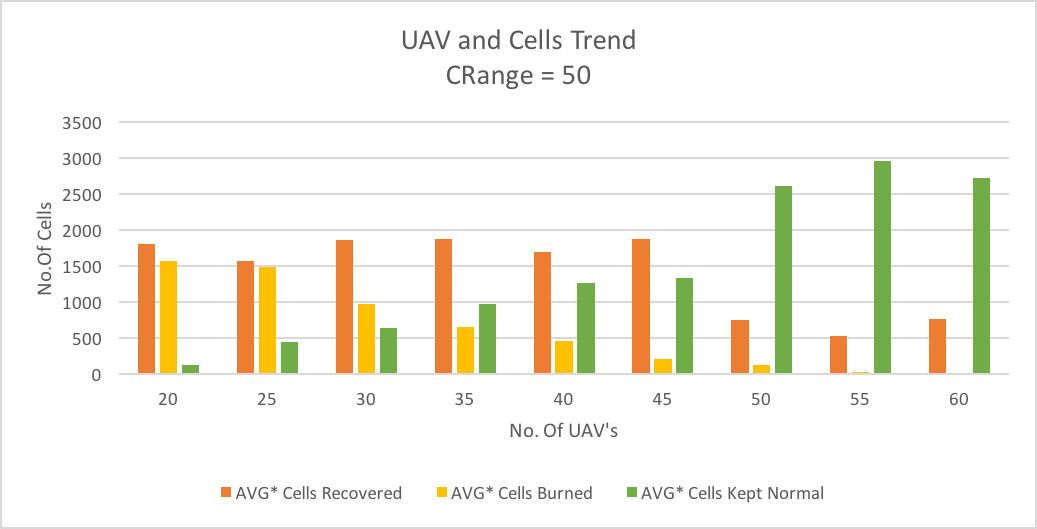 UAV and Cells Trend
CRange = 50
3500
3000
2500
2000
1500
1000
500
0
No.Of Cells
20 25 30 35 40 45 50 55 60
No. Of UAV's
AVG* Cells Recovered AVG* Cells Burned AVG* Cells Kept Normal